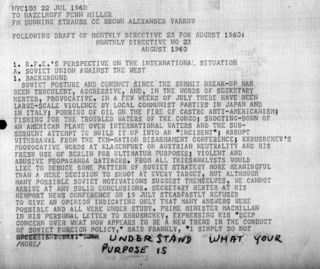 NYC103 22 JUL 1960
TO HAZELHOFF PENN MILLER
FM DUNNING STRAUSS CC BROWN ALEXANDER YARROW
FOLLOWING DRAFT OF MONTHLY DIRECTIVE 23 FOR AUGUST 1960:
MONTHLY DIRECTIVE NO 23
AUGUST 1960
1. R.F.E.'S PERSPECTIVE ON THE INTERNATIONAL SITUATION
A. SOVIET UNION AGAINST THE WEST
1. BACKGROUND
SOVIET POSTURE AND CONDUCT SINCE THE SUMMIT BREAK-UP HAS
BEEN TRUCULENT, AGGRESSIVE, AND, IN THE WORDS OF SECRETARY
HERTER, PROVOCATIVE. IN A FEW WEEKS OF JULY THERE HAVE BEEN
LARGE-SCALE VIOLENCE BY LOCAL COMMUNIST PARTIES IN JAPAN AND
IN ITALY; POURING OF OIL ON THE FIRE OF CASTRO ANTI-AMERICANISM;
FISHING FOR THE TROUBLED WATERS OF THE CONGO; SHOOTING-DOWN OF
AN AMERICAN PLANE OVER INTERNATIONAL WATERS AND THE SUB-
SEQUENT ATTEMPT TO BUILD IT UP INTO AN "INCIDENT"; ABRUPT
WITHDRAWAL FROM THE TEN-NATION DISARMAMENT CONFERENCE; KHRUSHCHEV'S
PROVOCATIVE WORDS AT KLAGENFURT ON AUSTRIAN NEUTRALITY AND HIS
FRESH USE OF BERLIN FOR ULTIMATUM PURPOSES; VIOLENT AND
ABUSIVE PROPAGANDA ATTACKS. FROM ALL THIS ANALYSTS WOULD
LIKE TO DEDUCE SOME PATTERN OF SOVIET STRATEGY MORE MEANINGFUL
THAN A MERE DECISION TO SHOOT AT EVERY TARGET, BUT ALTHOUGH
MANY POSSIBLE SOVIET MOTIVATIONS SUGGEST THEMSELVES, WE CANNOT
ARRIVE AT ANY SOLID CONCLUSIONS. SECRETARY HERTER AT HIS
NEWPORT NEWS CONFERENCE ON 19 JULY STEADFASTLY REFUSED
TO GIVE AN OPINION INDICATING ONLY THAT MANY ANSWERS WERE
POSSIBLE AND ALL WERE UNDER STUDY. PRIME MINISTER MACMILLAN
IN HIS PERSONAL LETTER TO KHRUSHCHEV, EXPRESSING HIS "DEEP
CONCERN OVER WHAT NOW APPEARS TO BE A NEW TREND IN THE CONDUCT
OF SOVIET FOREIGN POLICY," SAID FRANKLY, "I SIMPLY DO NOT
UNDERSTAND WHAT YOUR
/MORE/
PURPOSE IS